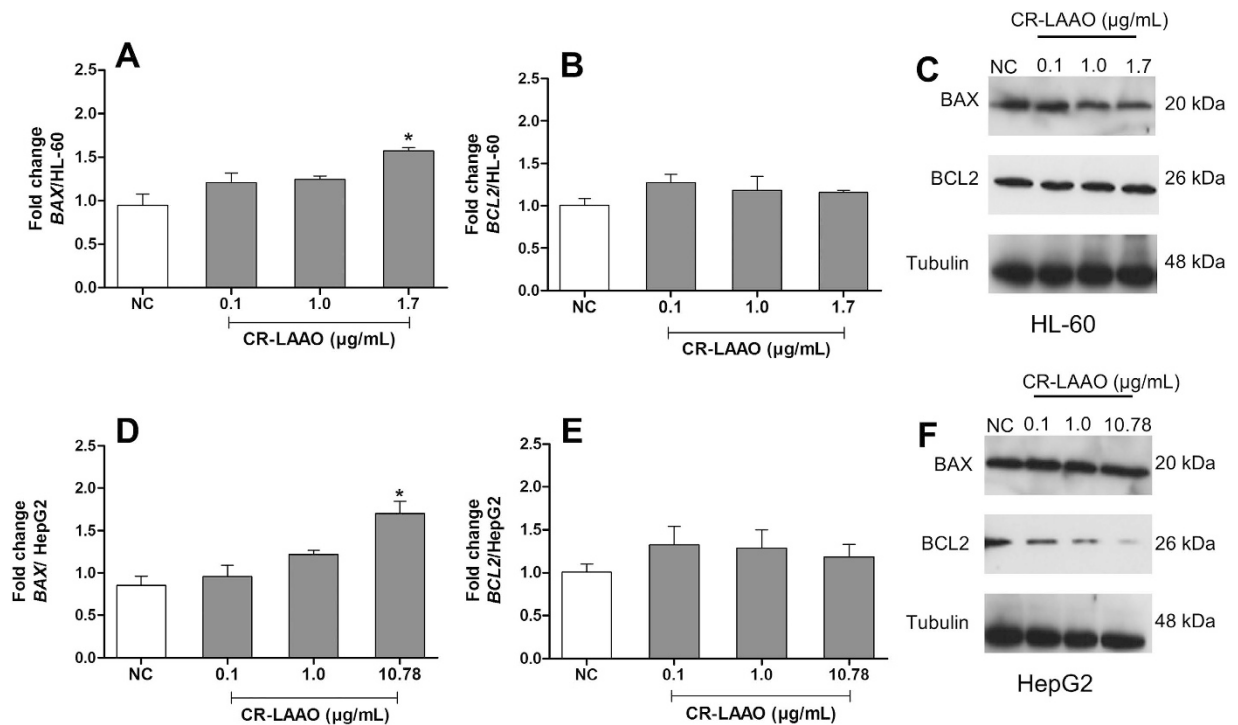 A
Fold change
BAX/HL-60
2.5
2.0
1.5
1.0
0.5
0.0
*
NC 0.1 1.0 1.7
CR-LAAO (µg/mL)
B
Fold change
BCL2/HL-60
2.5
2.0
1.5
1.0
0.5
0.0
NC 0.1 1.0 1.7
CR-LAAO (µg/mL)
C
CR-LAAO (µg/mL)
NC 0.1 1.0 1.7
BAX 20 kDa
BCL2 26 kDa
Tubulin 48 kDa
HL-60
D
Fold change
BAX/ HepG2
2.5
2.0
1.5
1.0
0.5
0.0
*
NC 0.1 1.0 10.78
CR-LAAO (µg/mL)
E
Fold change
BCL2/HepG2
2.5
2.0
1.5
1.0
0.5
0.0
NC 0.1 1.0 10.78
CR-LAAO (µg/mL)
F
CR-LAAO (µg/mL)
NC 0.1 1.0 10.78
BAX 20 kDa
BCL2 26 kDa
Tubulin 48 kDa
HepG2